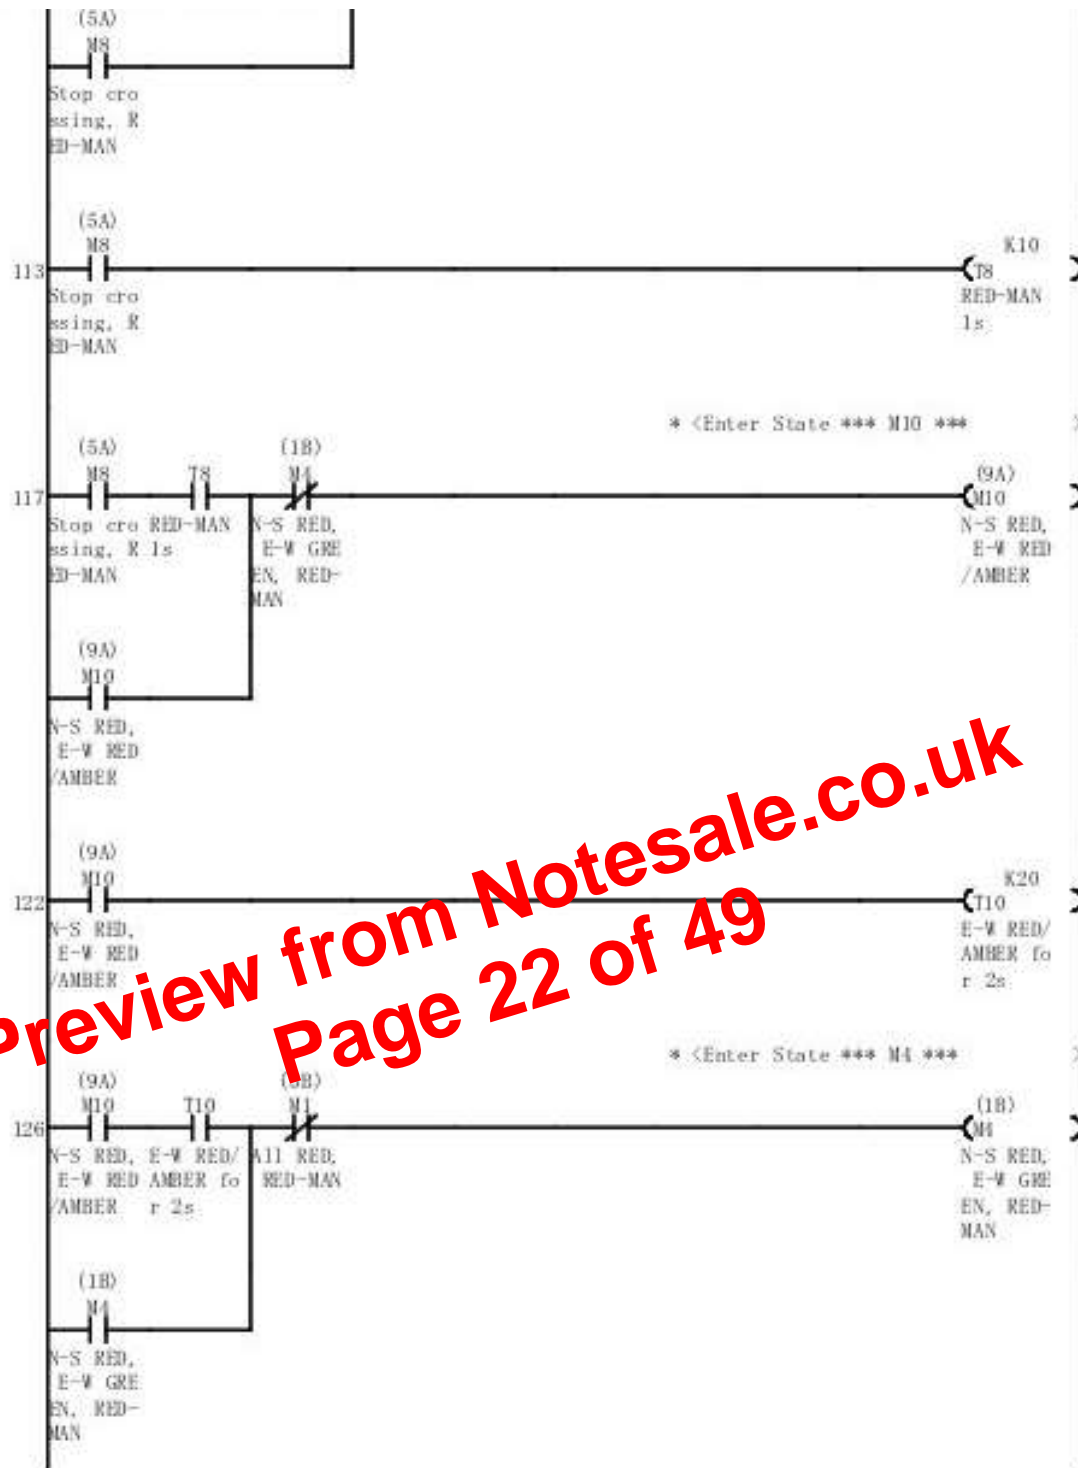 (5A)
M8
Stop cro
ssing, R
ED-MAN
(5A)
M8
K10
113
T8
Stop cro
ssing, R
ED-MAN
RED-MAN
1s
* <Enter State *** M10 ***
(5A)
(1B)
(9A)
M8 T8 M4
117
M10
Stop cro RED-MAN N-S RED,
ssing, R 1s E-W GRE
ED-MAN EN, RED-
MAN
N-S RED,
E-W RED
/AMBER
(9A)
M10
N-S RED,
E-W RED
/AMBER
(9A)
M10
K20
122
T10
N-S RED,
E-W RED
/AMBER
E-W RED/
AMBER fo
r 2s
Preview from Notesale.co.uk
Page 22 of 49
* <Enter State *** M4 ***
(9A)
(1B)
M10 T10 M1
126
M4
N-S RED, E-W RED/ All RED,
E-W RED AMBER fo RED-MAN
/AMBER r 2s
N-S RED,
E-W GRE
EN, RED-
MAN
(1B)
M4
N-S RED,
E-W GRE
EN, RED-
MAN